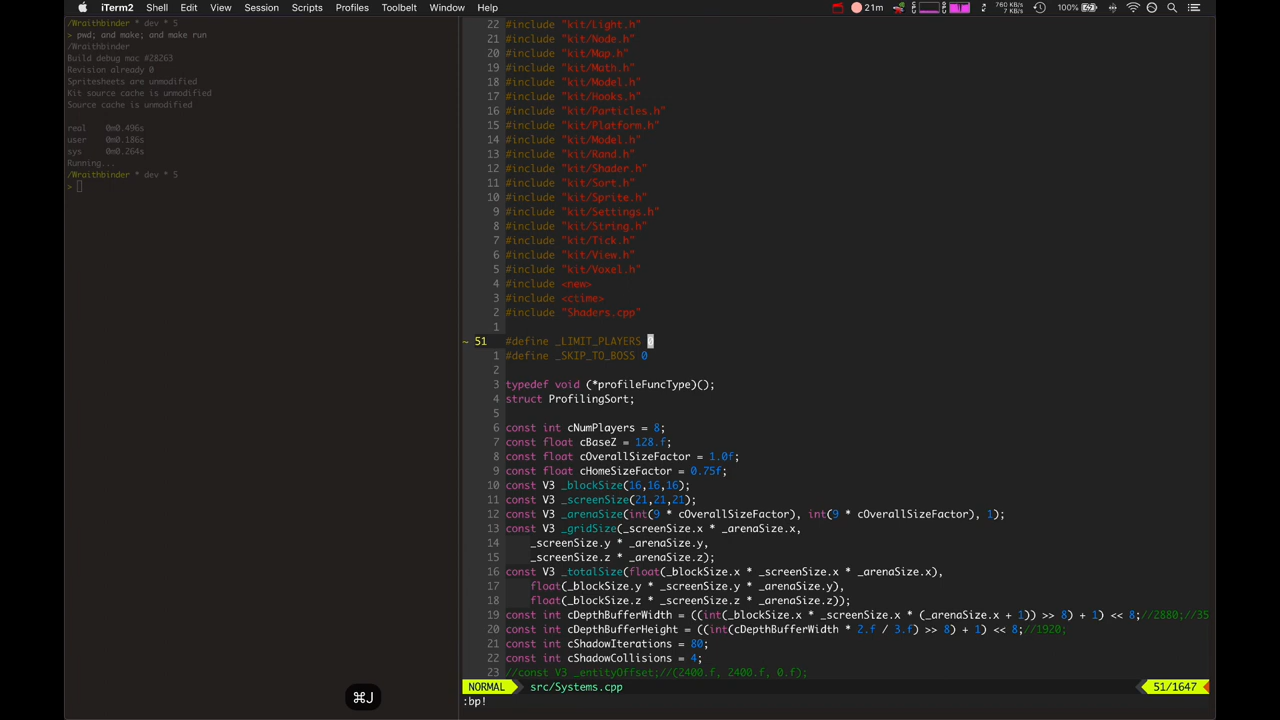 iTerm2 Shell Edit View Session Scripts Profiles Toolbelt Window Help 21m 760 KB/s 7 KB/s 100%
/Wraithbinder * dev * 5
> pwd; and make; and make run
/Wraithbinder
Build debug mac #28263
Revision already 0
Spritesheets are unmodified
Kit source cache is unmodified
Source cache is unmodified
real 0m0.496s
user 0m0.186s
sys 0m0.264s
Running...
/Wraithbinder * dev * 5
>
22 #include "kit/Light.h"
21 #include "kit/Node.h"
20 #include "kit/Map.h"
19 #include "kit/Math.h"
18 #include "kit/Model.h"
17 #include "kit/Hooks.h"
16 #include "kit/Particles.h"
15 #include "kit/Platform.h"
14 #include "kit/Model.h"
13 #include "kit/Rand.h"
12 #include "kit/Shader.h"
11 #include "kit/Sort.h"
10 #include "kit/Sprite.h"
9 #include "kit/Settings.h"
8 #include "kit/String.h"
7 #include "kit/Tick.h"
6 #include "kit/View.h"
5 #include "kit/Voxel.h"
4 #include <new>
3 #include <ctime>
2 #include "Shaders.cpp"
1
~ 51 #define _LIMIT_PLAYERS 0
1 #define _SKIP_TO_BOSS 0
2
3 typedef void (*profileFuncType)();
4 struct ProfilingSort;
5
6 const int cNumPlayers = 8;
7 const float cBaseZ = 128.f;
8 const float cOverallSizeFactor = 1.0f;
9 const float cHomeSizeFactor = 0.75f;
10 const V3 _blockSize(16,16,16);
11 const V3 _screenSize(21,21,21);
12 const V3 _arenaSize(int(9 * cOverallSizeFactor), int(9 * cOverallSizeFactor), 1);
13 const V3 _gridSize(_screenSize.x * _arenaSize.x,
14 _screenSize.y * _arenaSize.y,
15 _screenSize.z * _arenaSize.z);
16 const V3 _totalSize(float(_blockSize.x * _screenSize.x * _arenaSize.x),
17 float(_blockSize.y * _screenSize.y * _arenaSize.y),
18 float(_blockSize.z * _screenSize.z * _arenaSize.z));
19 const int cDepthBufferWidth = ((int(_blockSize.x * _screenSize.x * (_arenaSize.x + 1)) >> 8) + 1) << 8;//2880;//35
20 const int cDepthBufferHeight = ((int(cDepthBufferWidth * 2.f / 3.f) >> 8) + 1) << 8;//1920;
21 const int cShadowIterations = 80;
22 const int cShadowCollisions = 4;
23 //const V3 _entityOffset;//(2400.f, 2400.f, 0.f);
NORMAL src/Systems.cpp 51/1647
:bp!
⌘J